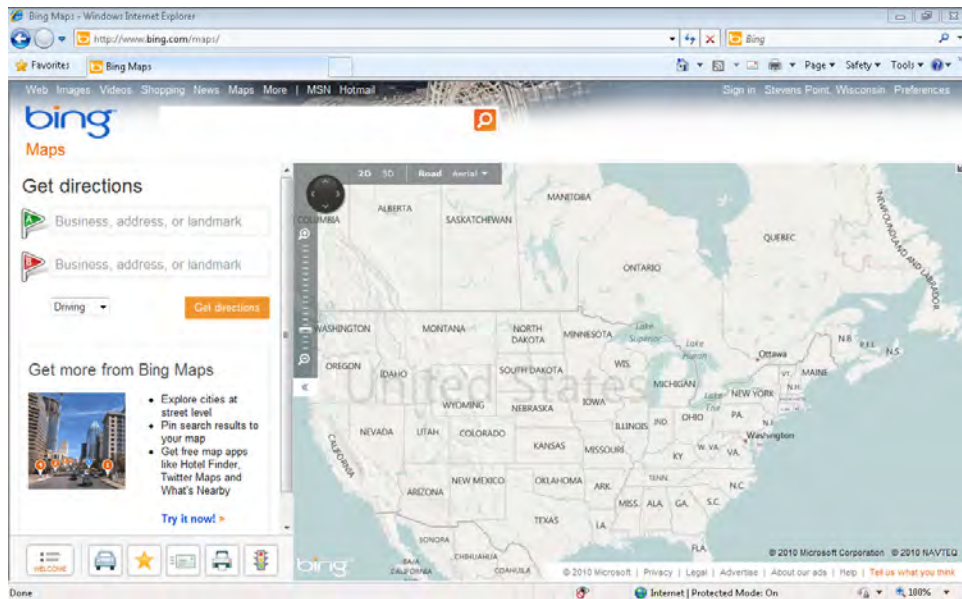 Bing Maps - Windows Internet Explorer
http://www.bing.com/maps/
Bing
Favorites
Bing Maps
Page Safety Tools
Web Images Videos Shopping News Maps More | MSN Hotmail
Sign in Stevens Point, Wisconsin Preferences
bing
Maps
Get directions
Business, address, or landmark
Business, address, or landmark
Driving
Get directions
Get more from Bing Maps
Explore cities at
street level
Pin search results to
your map
Get free map apps
like Hotel Finder,
Twitter Maps and
What's Nearby
Try it now! »
WELCOME
2D 3D Road Aerial
COLUMBIA
ALBERTA
SASKATCHEWAN
MANITOBA
ONTARIO
QUEBEC
NEWFOUNDLAND AND LABRADOR
WASHINGTON
MONTANA
NORTH
DAKOTA
MINNESOTA
Lake
Superior
Lake
Huron
Ottawa
N.B.
P.E.I.
N.S.
OREGON
IDAHO
SOUTH DAKOTA
WIS.
MICHIGAN
VT.
MAINE
N.H.
United States
WYOMING
NEBRASKA
IOWA
Lake
Erie
NEW YORK
NEVADA
UTAH
COLORADO
ILLINOIS
IND.
OHIO
PA.
N.J.
Washington
CALIFORNIA
KANSAS
MISSOURI
KY.
W. VA.
VA.
ARIZONA
NEW MEXICO
OKLAHOMA
ARK.
TENN.
N.C.
MISS.
ALA.
GA.
S.C.
TEXAS
LA.
SONORA
FLA.
BAJA
CALIFORNIA
CHIHUAHUA
COAHUILA
bing
© 2010 Microsoft Corporation © 2010 NAVTEQ
© 2010 Microsoft | Privacy | Legal | Advertise | About our ads | Help | Tell us what you think
Done
Internet | Protected Mode: On
100%